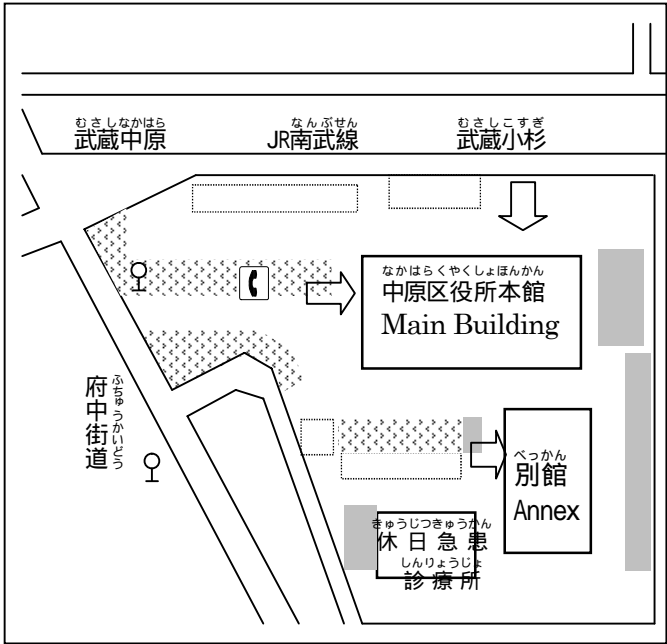 むさしなかはら なんぶせん むさしこすぎ
武蔵中原 JR南武線 武蔵小杉
なかはらくやくしょほんかん
中原区役所本館
Main Building
ふちゅうかいどう
府中街道
べっかん
別館
Annex
きゅうじつきゅうかん
休日急患
しんりょうじょ
診療所